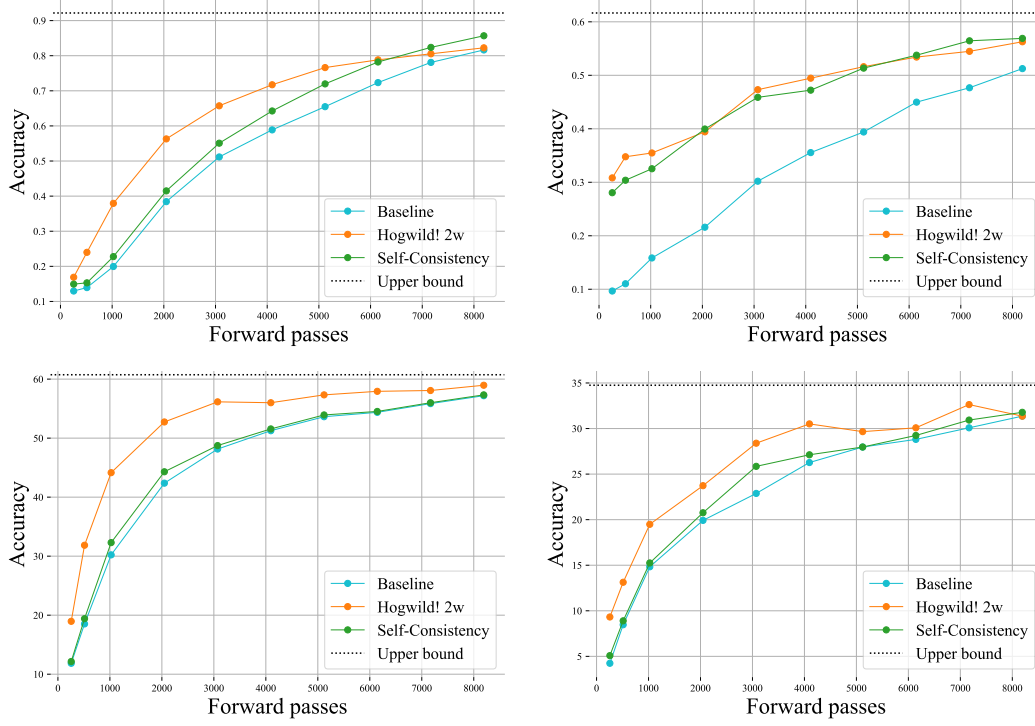 0.9
0.8
0.7
0.6
0.5
0.4
0.3
0.2
0.1
Accuracy
0 1000 2000 3000 4000 5000 6000 7000 8000
Forward passes
Baseline
Hogwild! 2w
Self-Consistency
Upper bound
0.6
0.5
0.4
0.3
0.2
0.1
Accuracy
0 1000 2000 3000 4000 5000 6000 7000 8000
Forward passes
Baseline
Hogwild! 2w
Self-Consistency
Upper bound
60
50
40
30
20
10
Accuracy
0 1000 2000 3000 4000 5000 6000 7000 8000
Forward passes
Baseline
Hogwild! 2w
Self-Consistency
Upper bound
35
30
25
20
15
10
5
Accuracy
0 1000 2000 3000 4000 5000 6000 7000 8000
Forward passes
Baseline
Hogwild! 2w
Self-Consistency
Upper bound